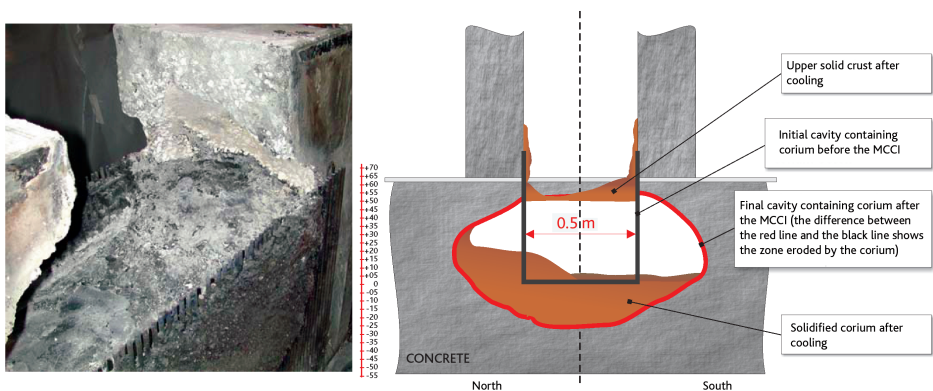 Upper solid crust after
cooling
Initial cavity containing
corium before the MCCI
+70
+65
+60
+55
+50
+45
+40
+35
+30
+25
+20
+15
+10
+05
0
-05
-10
-15
-20
-25
-30
-35
-40
-45
-50
-55
0.5 m
Final cavity containing corium after
the MCCI (the difference between
the red line and the black line shows
the zone eroded by the corium)
Solidified corium after
cooling
CONCRETE
North
South